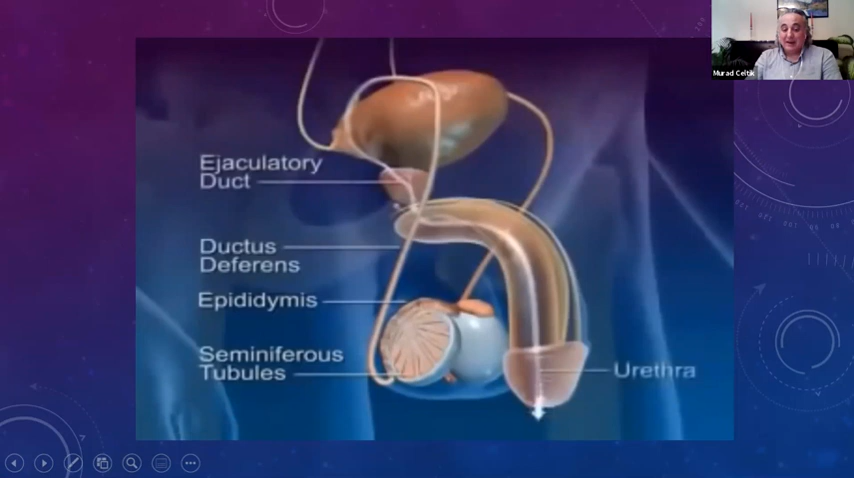 Murad Celtik
Ejaculatory
Duct
Ductus
Deferens
Epididymis
Seminiferous
Tubules
Urethra